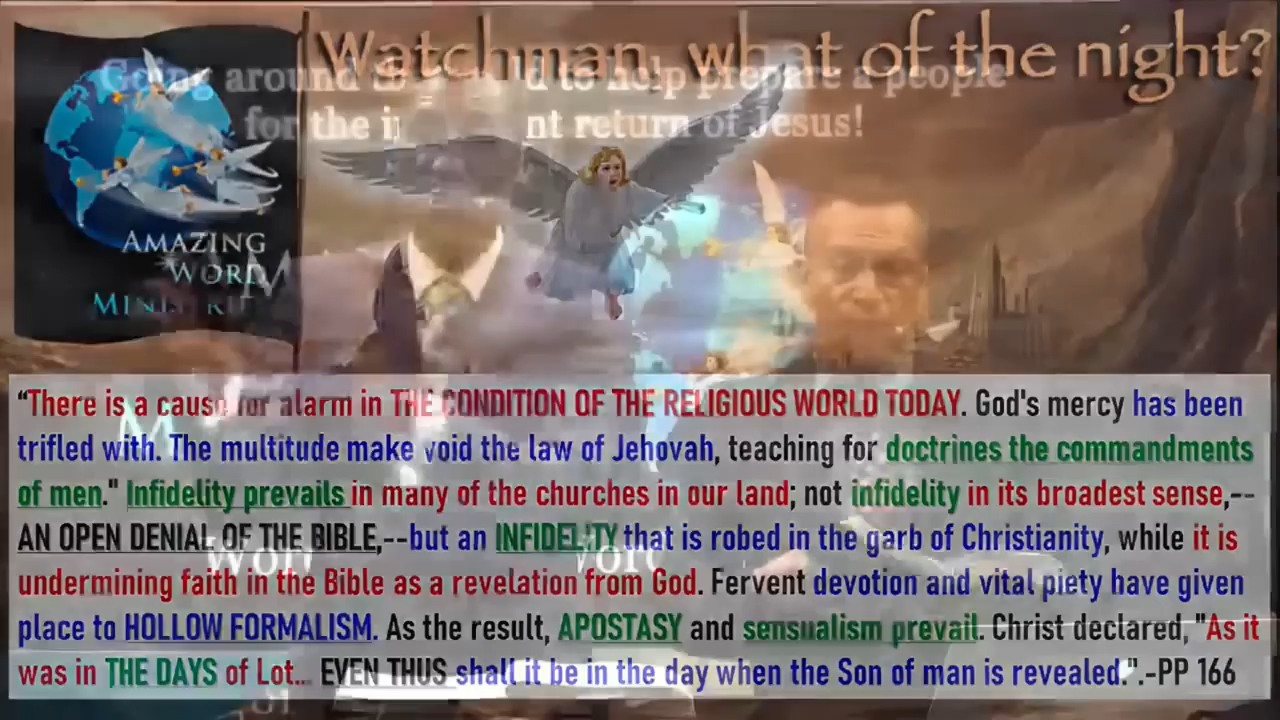 Watchman, what of the night?
Going around d to help prepare a people
for the i nt return of Jesus!
AMAZING
WORD
“There is a cause for alarm in THE CONDITION OF THE RELIGIOUS WORLD TODAY. God's mercy has been
trifled with. The multitude make void the law of Jehovah, teaching for doctrines the commandments
of men." Infidelity prevails in many of the churches in our land; not infidelity in its broadest sense,--
AN OPEN DENIAL OF THE BIBLE,--but an INFIDELITY that is robed in the garb of Christianity, while it is
undermining faith in the Bible as a revelation from God. Fervent devotion and vital piety have given
place to HOLLOW FORMALISM. As the result, APOSTASY and sensualism prevail. Christ declared, "As it
was in THE DAYS of Lot... EVEN THUS shall it be in the day when the Son of man is revealed.".-PP 166